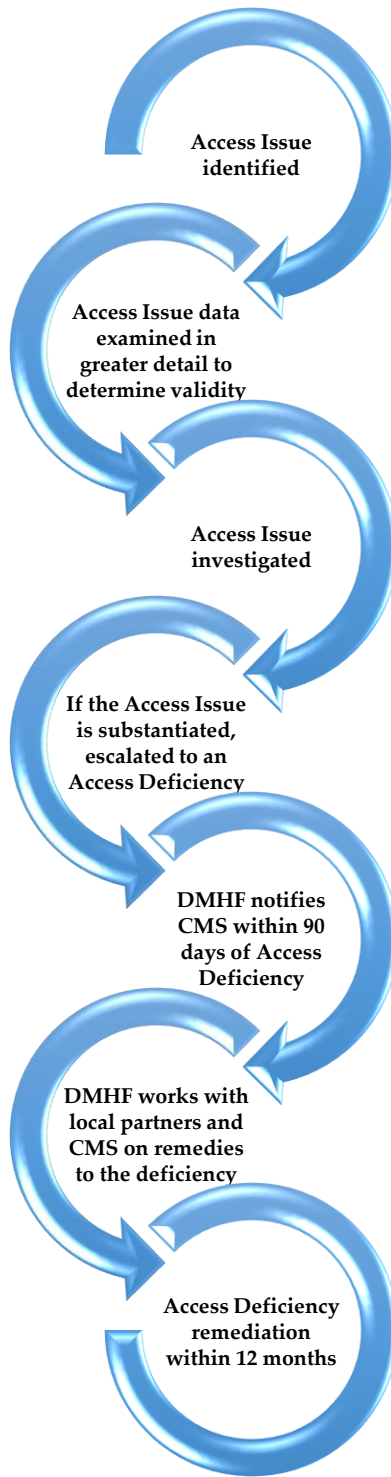 Access Issue
identified
Access Issue data
examined in
greater detail to
determine validity
Access Issue
investigated
If the Access Issue
is substantiated,
escalated to an
Access Deficiency
DMHF notifies
CMS within 90
days of Access
Deficiency
DMHF works with
local partners and
CMS on remedies
to the deficiency
Access Deficiency
remediation
within 12 months